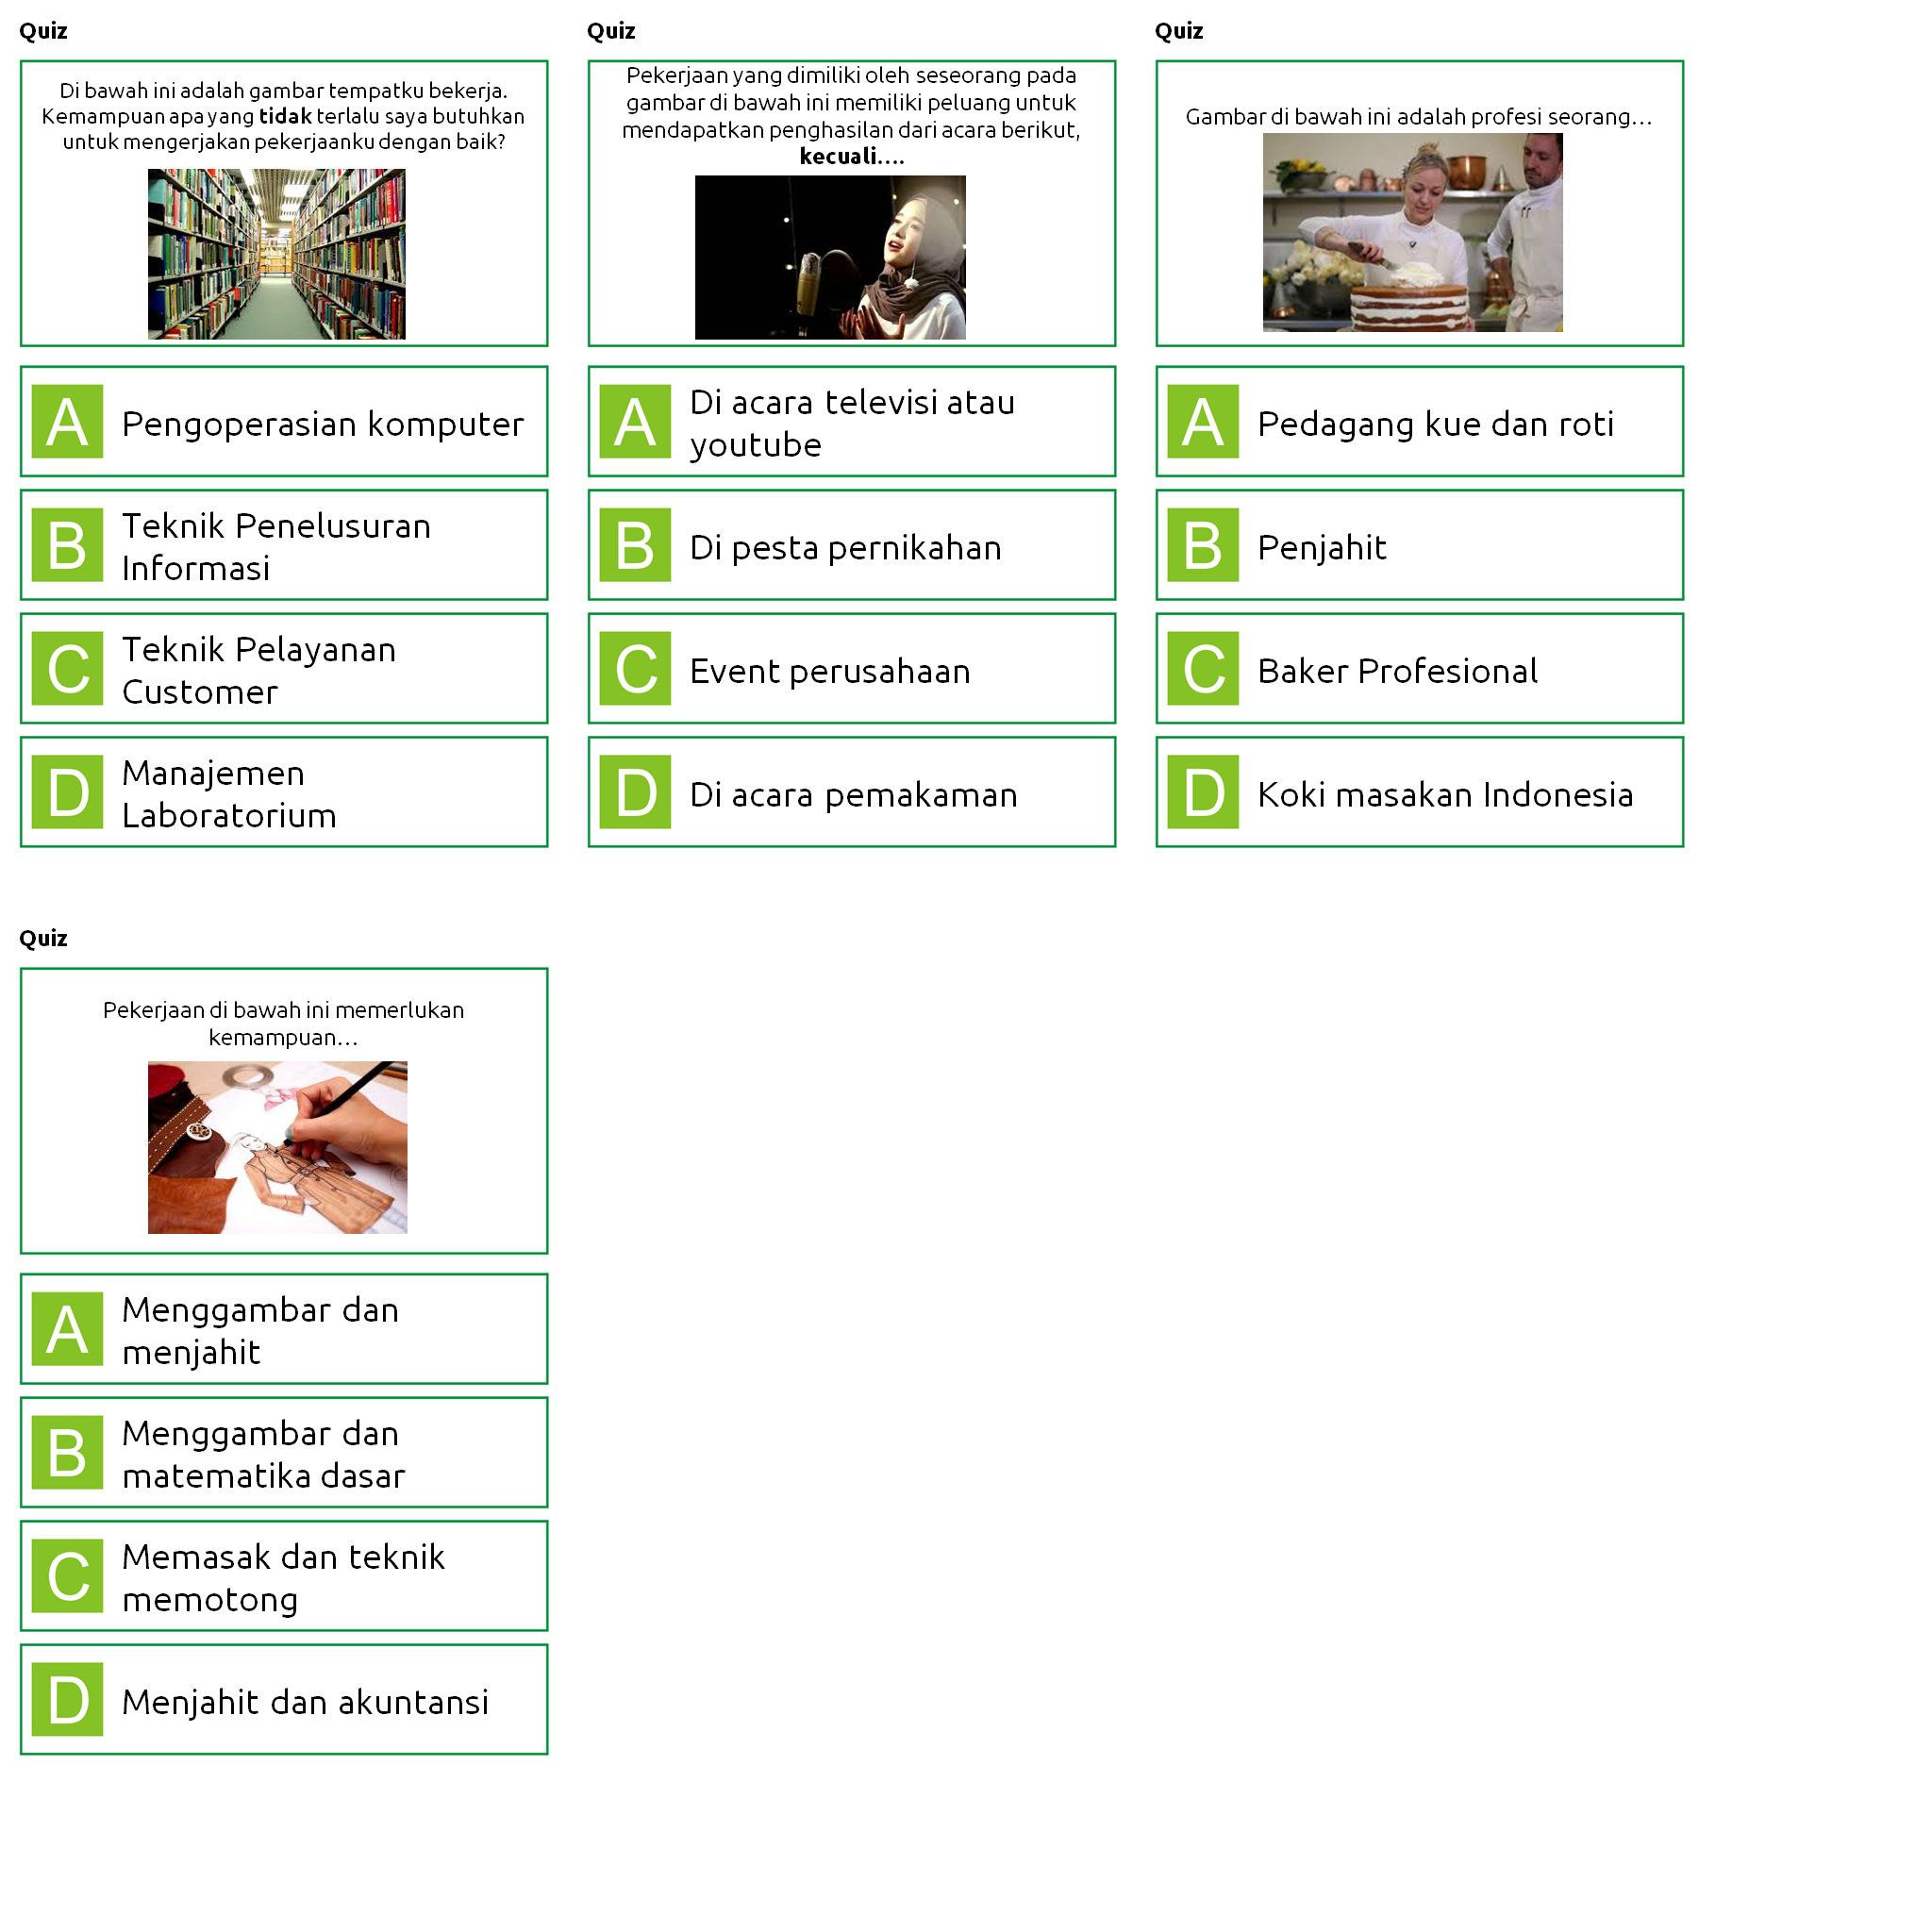 Quiz
Di bawah ini adalah gambar tempatku bekerja.
Kemampuan apa yang tidak terlalu saya butuhkan
untuk mengerjakan pekerjaanku dengan baik?
A
Pengoperasian komputer
B
Teknik Penelusuran
Informasi
C
Teknik Pelayanan
Customer
D
Manajemen
Laboratorium
Quiz
Pekerjaan yang dimiliki oleh seseorang pada
gambar di bawah ini memiliki peluang untuk
mendapatkan penghasilan dari acara berikut,
kecuali....
A
Di acara televisi atau
youtube
B
Di pesta pernikahan
C
Event perusahaan
D
Di acara pemakaman
Quiz
Gambar di bawah ini adalah profesi seorang...
A
Pedagang kue dan roti
B
Penjahit
C
Baker Profesional
D
Koki masakan Indonesia
Quiz
Pekerjaan di bawah ini memerlukan
kemampuan...
A
Menggambar dan
menjahit
B
Menggambar dan
matematika dasar
C
Memasak dan teknik
memotong
D
Menjahit dan akuntansi